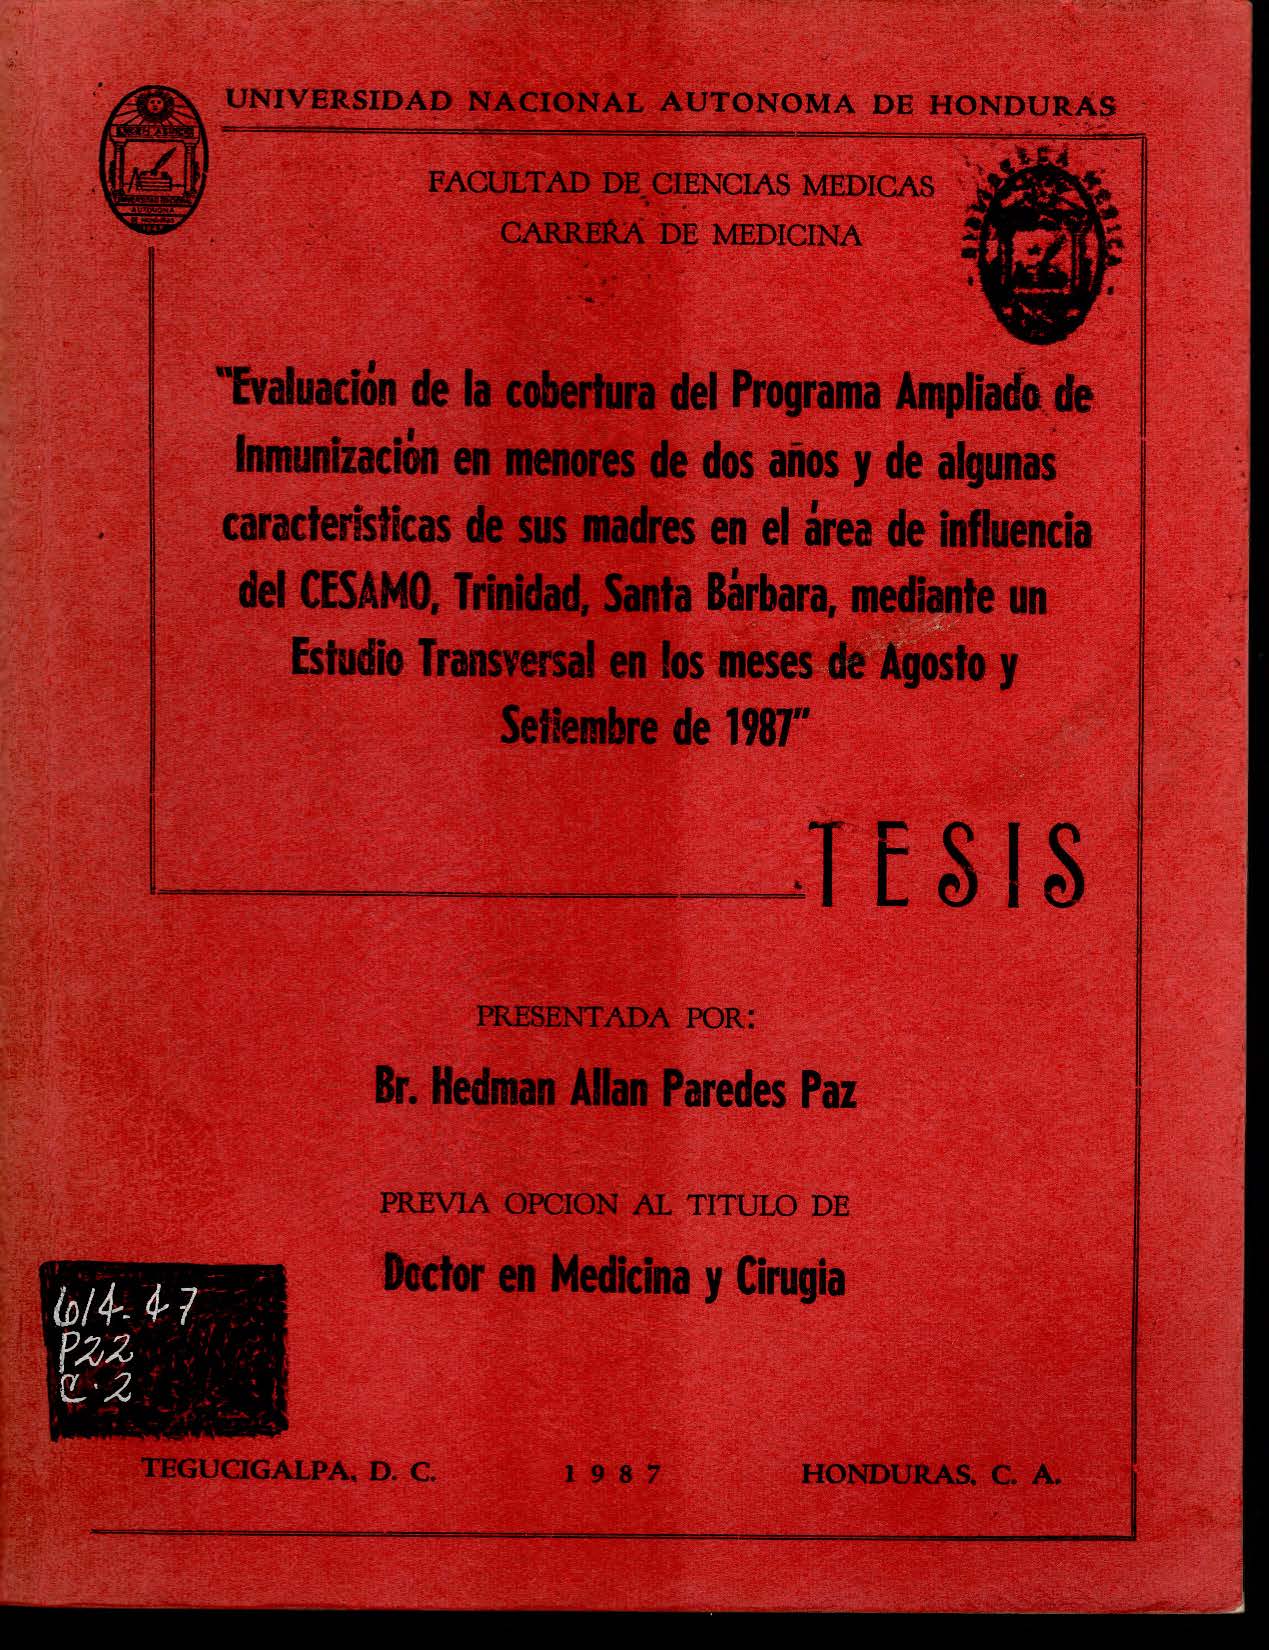 UNIVERSIDAD NACIONAL AUTONOMA DE HONDURAS
FACULTAD DE CIENCIAS MEDICAS
CARRERA DE MEDICINA
"Evaluación de la cobertura del Programa Ampliado de
Inmunización en menores de dos años y de algunas
caracteristicas de sus madres en el área de influencia
del CESAMO, Trinidad, Santa Bárbara, mediante un
Estudio Transversal en los meses de Agosto y
Setiembre de 1987"
TESIS
PRESENTADA POR:
Br. Hedman Allan Paredes Paz
PREVIA OPCION AL TITULO DE
Doctor en Medicina y Cirugia
614.47
P22
C.2
TEGUCIGALPA, D. C. 1987 HONDURAS, C. A.